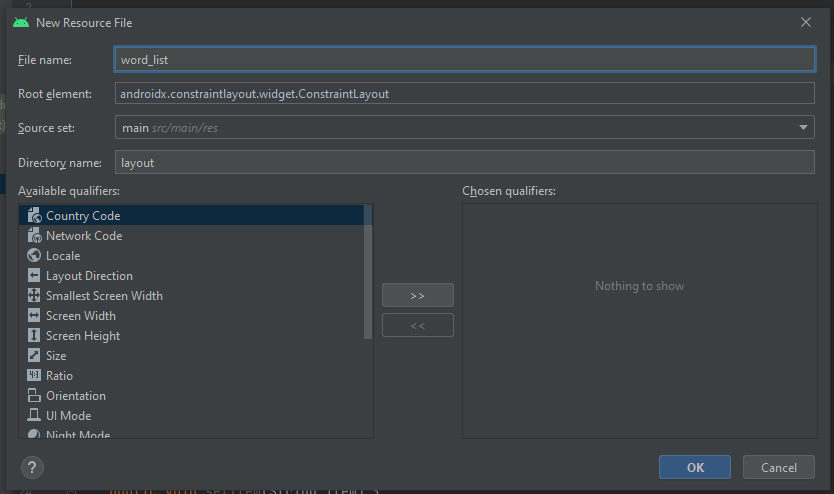 New Resource File
File name: word_list
Root element: androidx.constraintlayout.widget.ConstraintLayout
Source set: main src/main/res
Directory name: layout
Available qualifiers:
Chosen qualifiers:
Country Code
Network Code
Locale
Layout Direction
Smallest Screen Width
Screen Width
Screen Height
Size
Ratio
Orientation
UI Mode
Night Mode
>>
<<
Nothing to show
?
OK
Cancel